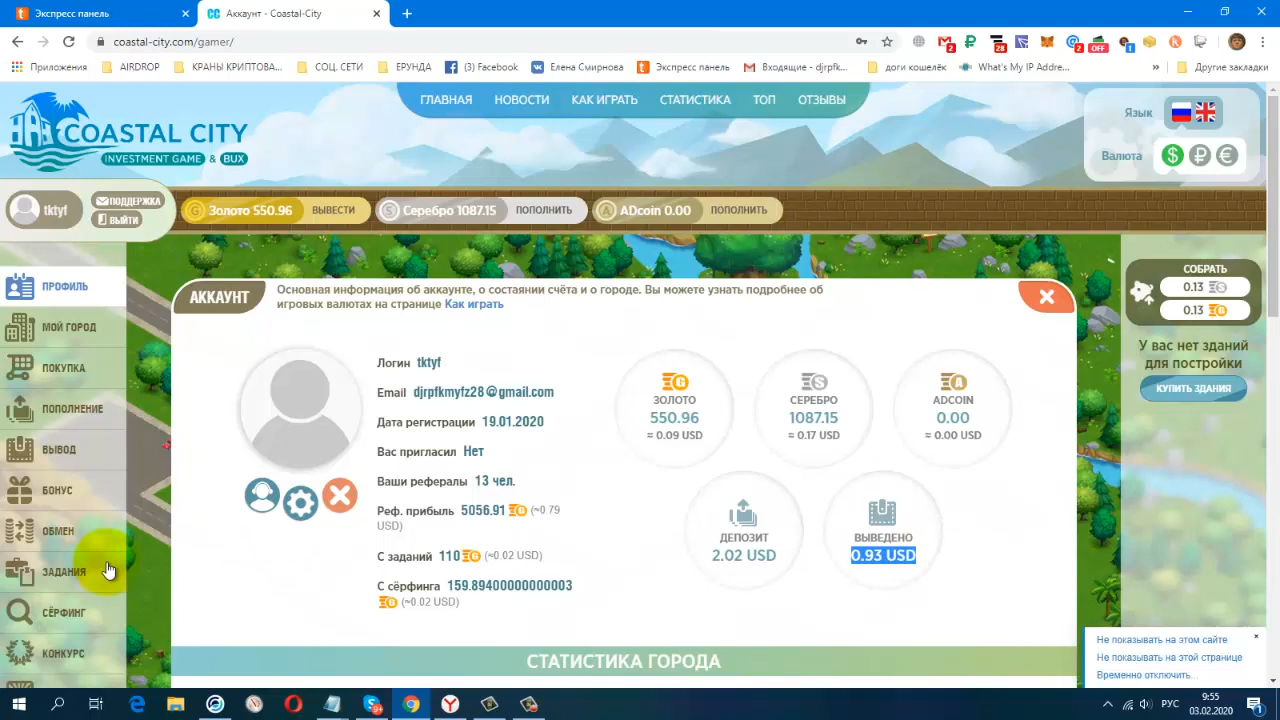 Экспресс панель
Аккаунт - Coastal-City
coastal-city.com/gamer/
2
28
2
OFF
1
Приложения
AIRDROP
КРАНЫ КРИПТОВА...
СОЦ. СЕТИ
ЕРУНДА
(3) Facebook
Елена Смирнова
Экспресс панель
Входящие - djrpfk...
доги кошелёк
What's My IP Addre...
»
Другие закладки
COASTAL CITY
INVESTMENT GAME & BUX
ГЛАВНАЯ
НОВОСТИ
КАК ИГРАТЬ
СТАТИСТИКА
ТОП
ОТЗЫВЫ
Язык
Валюта
$ ₽ €
tktyf
ПОДДЕРЖКА
ВЫЙТИ
Золото 550.96
ВЫВЕСТИ
Серебро 1087.15
ПОПОЛНИТЬ
ADcoin 0.00
ПОПОЛНИТЬ
ПРОФИЛЬ
МОЙ ГОРОД
ПОКУПКА
ПОПОЛНЕНИЕ
ВЫВОД
БОНУС
ОБМЕН
ЗАДАНИЯ
СЁРФИНГ
КОНКУРС
АККАУНТ
Основная информация об аккаунте, о состоянии счёта и о городе. Вы можете узнать подробнее об
игровых валютах на странице Как играть
Логин tktyf
Email djrpfkmyfz28@gmail.com
Дата регистрации 19.01.2020
Вас пригласил Нет
Ваши рефералы 13 чел.
Реф. прибыль 5056.91 (≈0.79
USD)
С заданий 110 (≈0.02 USD)
С сёрфинга 159.89400000000003
(≈0.02 USD)
ЗОЛОТО
550.96
≈ 0.09 USD
СЕРЕБРО
1087.15
≈ 0.17 USD
ADCOIN
0.00
≈ 0.00 USD
ДЕПОЗИТ
2.02 USD
ВЫВЕДЕНО
0.93 USD
СТАТИСТИКА ГОРОДА
СОБРАТЬ
0.13
0.13
У вас нет зданий
для постройки
КУПИТЬ ЗДАНИЯ
Не показывать на этом сайте
Не показывать на этой странице
Временно отключить...
РУС
9:55
03.02.2020